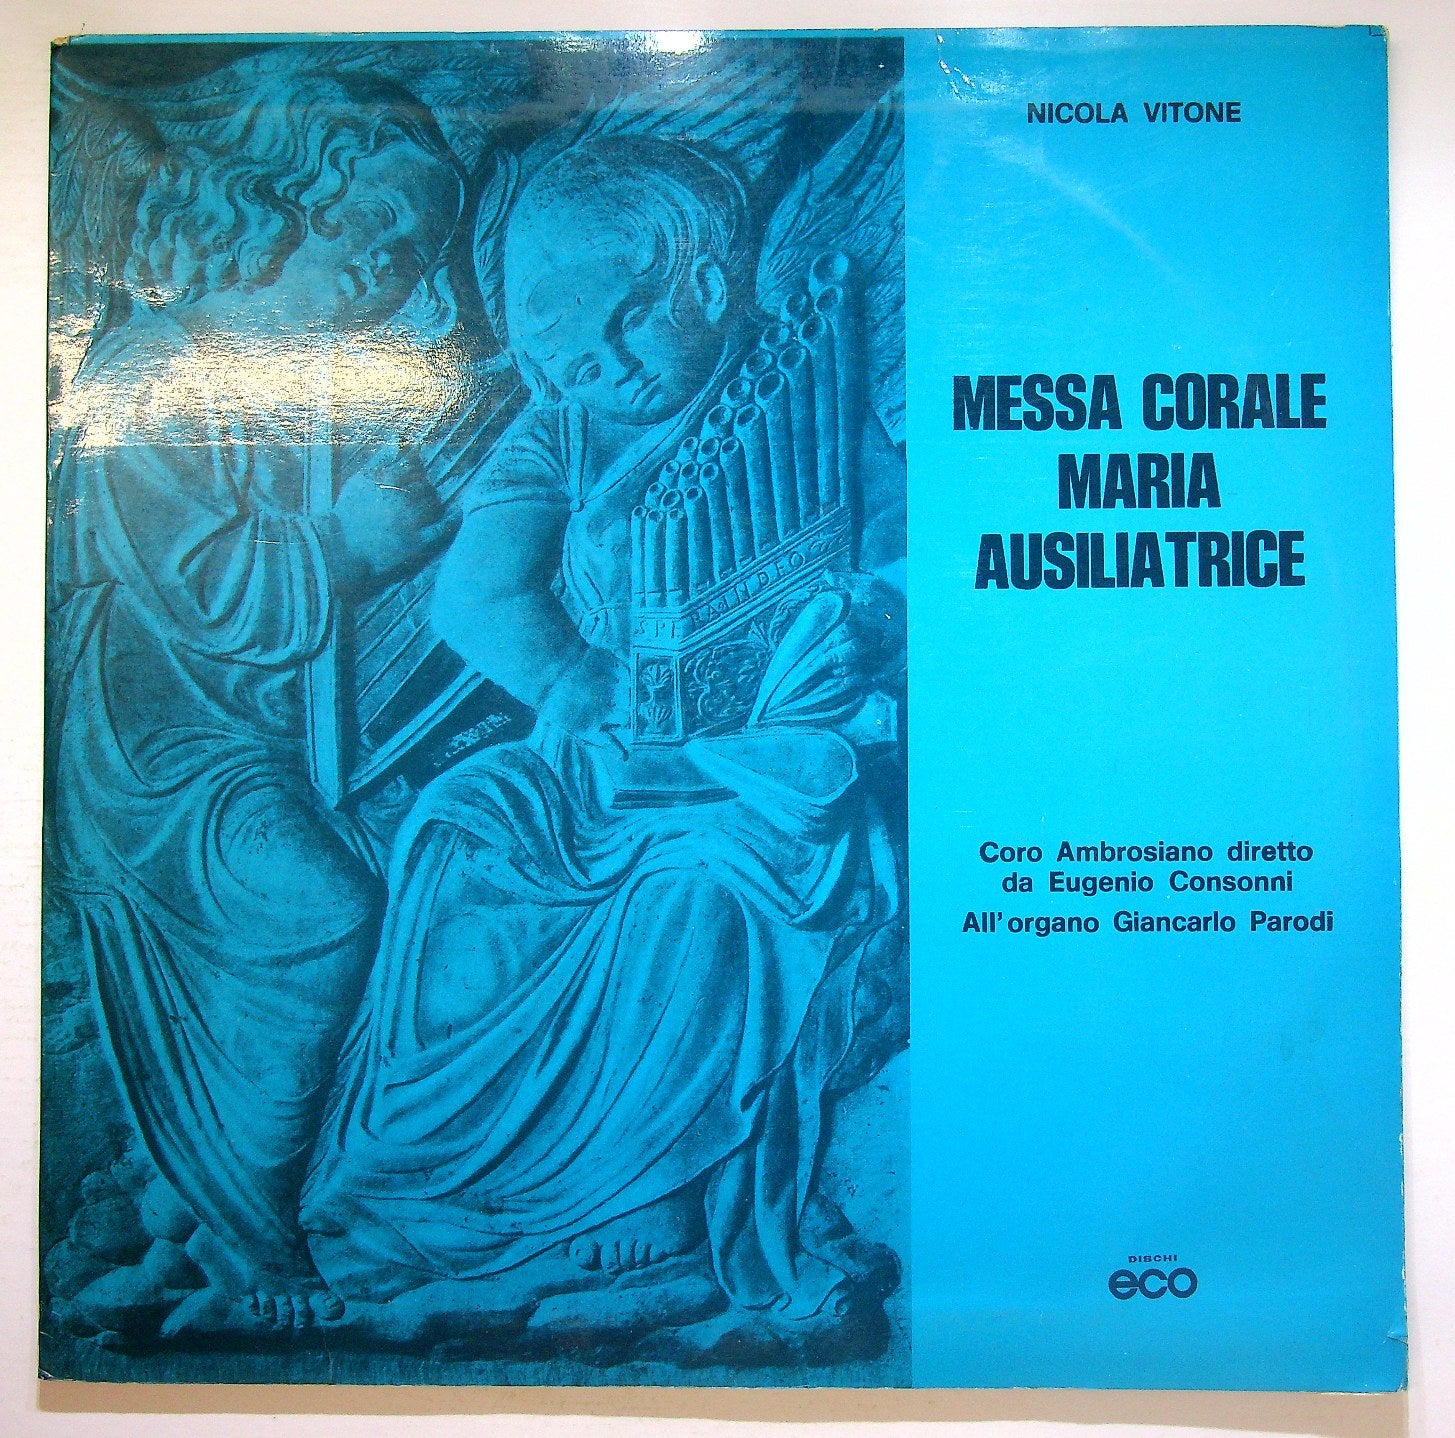 NICOLA VITONE
MESSA CORALE
MARIA
AUSILIATRICE
Coro Ambrosiano diretto
da Eugenio Consonni
All'organo Giancarlo Parodi
DISCHI
eco